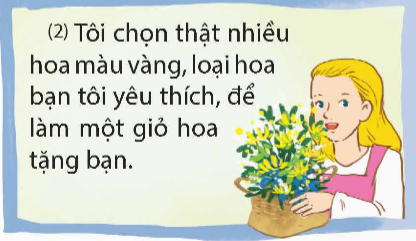 (2) Tôi chọn thật nhiều
hoa màu vàng, loại hoa
bạn tôi yêu thích, để
làm một giỏ hoa
tặng bạn.